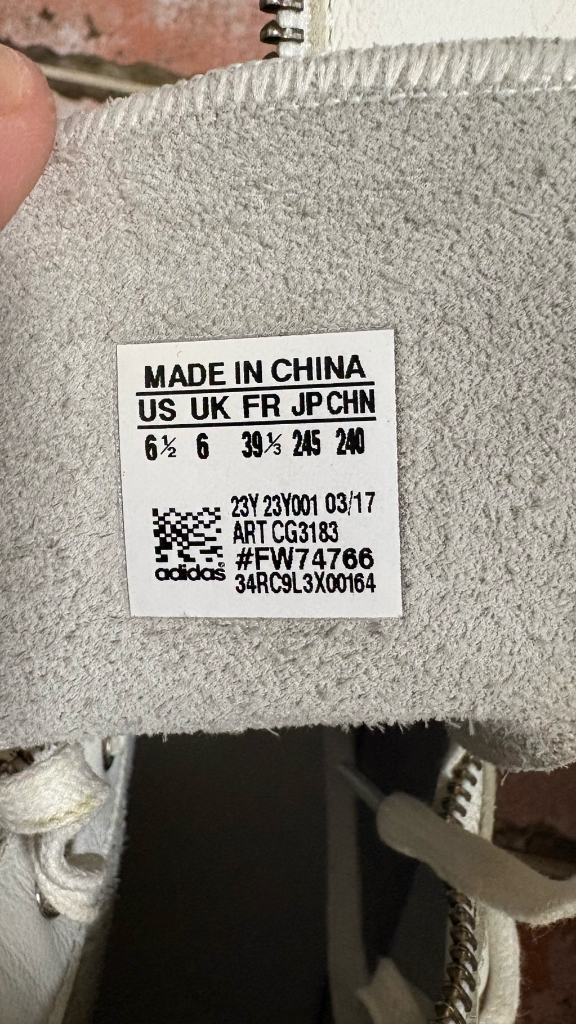 MADE IN CHINA
US UK FR JP CHN
6½ 6 39⅓ 245 240
23Y 23Y001 03/17
ART CG3183
#FW74766
adidas® 34RC9L3X00164